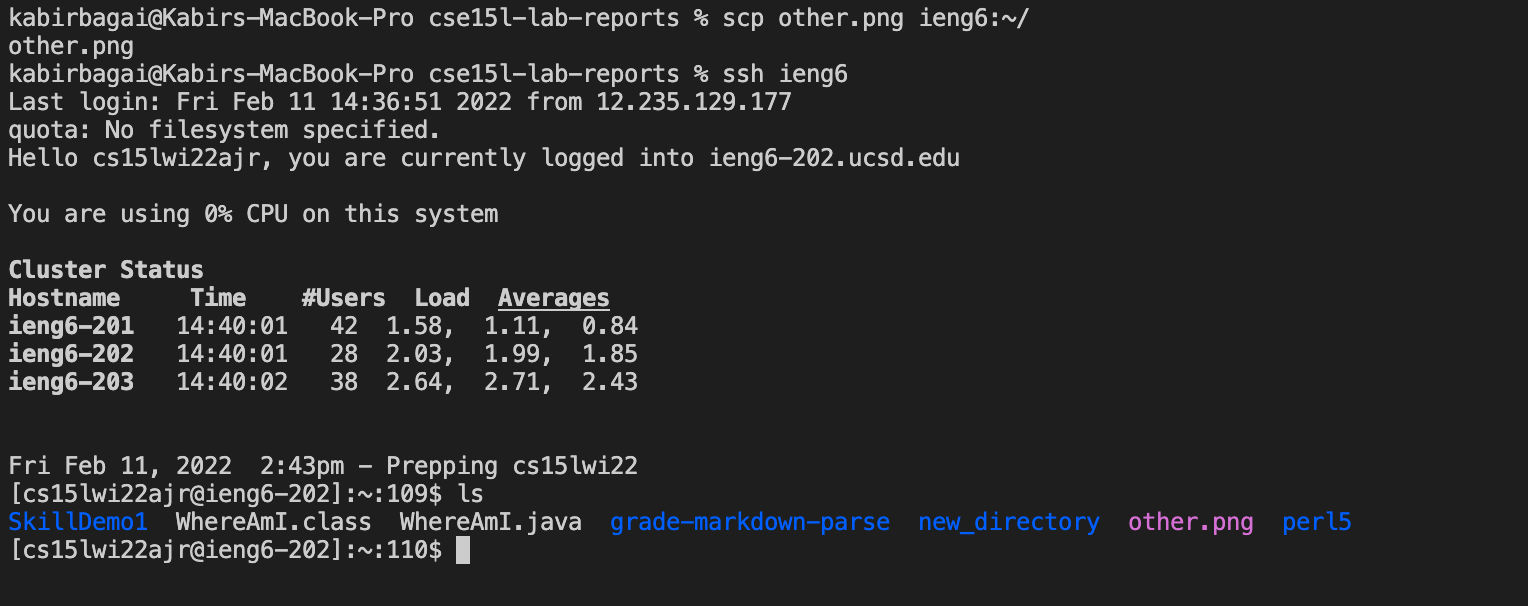 kabirbagai@Kabirs-MacBook-Pro cse15l-lab-reports % scp other.png ieng6:~/
other.png
kabirbagai@Kabirs-MacBook-Pro cse15l-lab-reports % ssh ieng6
Last login: Fri Feb 11 14:36:51 2022 from 12.235.129.177
quota: No filesystem specified.
Hello cs15lwi22ajr, you are currently logged into ieng6-202.ucsd.edu
You are using 0% CPU on this system
Cluster Status
Hostname     Time    #Users  Load  Averages
ieng6-201   14:40:01   42  1.58,  1.11,  0.84
ieng6-202   14:40:01   28  2.03,  1.99,  1.85
ieng6-203   14:40:02   38  2.64,  2.71,  2.43
Fri Feb 11, 2022  2:43pm - Prepping cs15lwi22
[cs15lwi22ajr@ieng6-202]:~:109$ ls
SkillDemo1  WhereAmI.class  WhereAmI.java  grade-markdown-parse  new_directory  other.png  perl5
[cs15lwi22ajr@ieng6-202]:~:110$